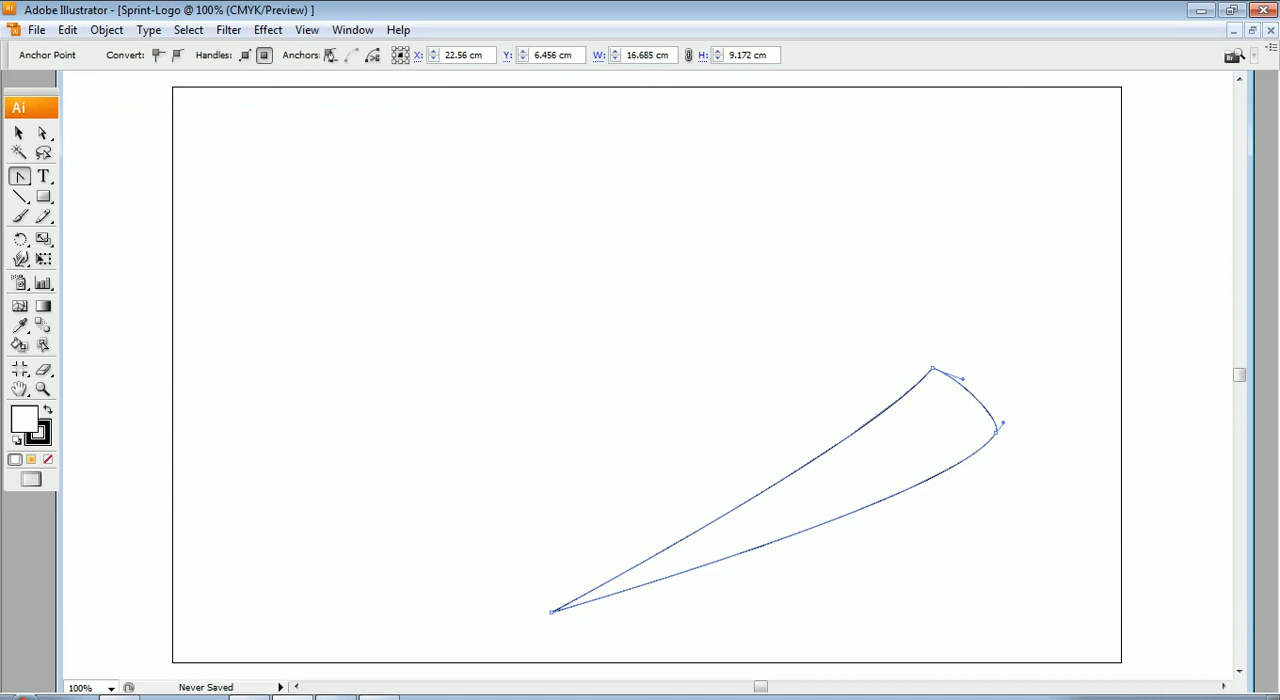 Adobe Illustrator - [Sprint-Logo @ 100% (CMYK/Preview) ]
File Edit Object Type Select Filter Effect View Window Help
Anchor Point Convert: Handles: Anchors: X: 22.56 cm Y: 6.456 cm W: 16.685 cm H: 9.172 cm
Ai
T
100% Never Saved